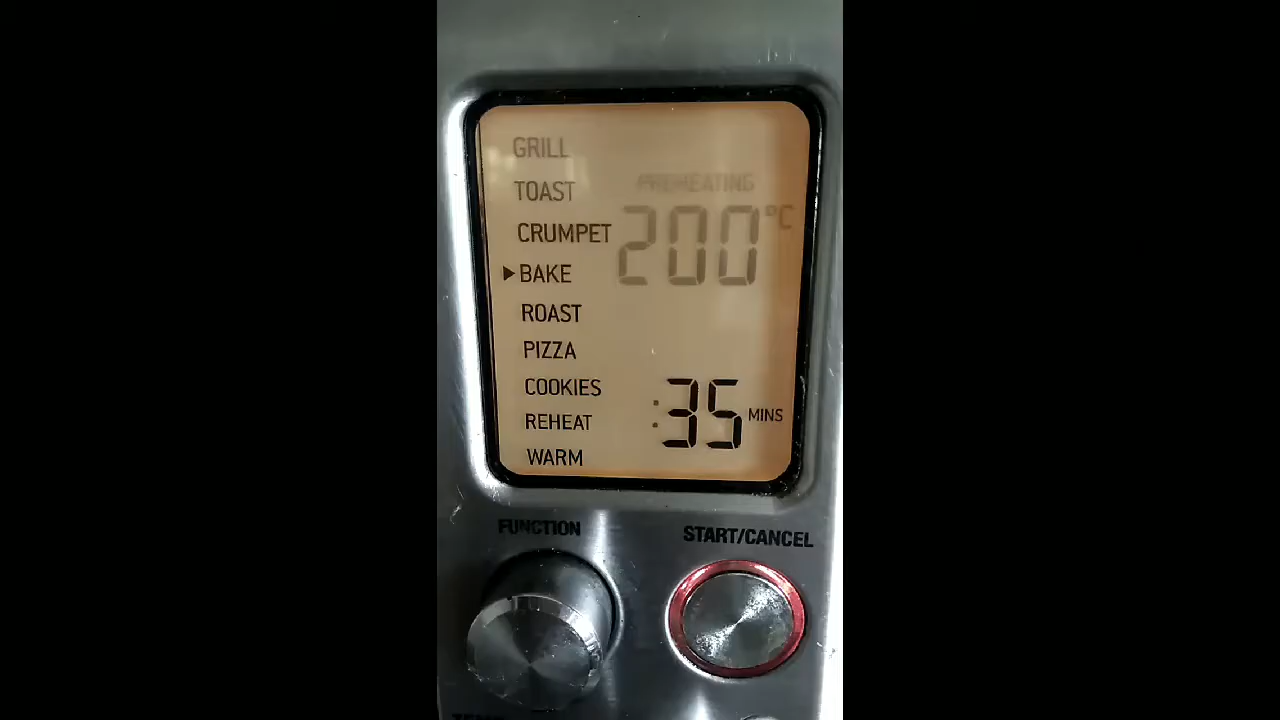 GRILL
TOAST
PREHEATING
CRUMPET
200°C
▶BAKE
ROAST
PIZZA
COOKIES
:35 MINS
REHEAT
WARM
FUNCTION
START/CANCEL